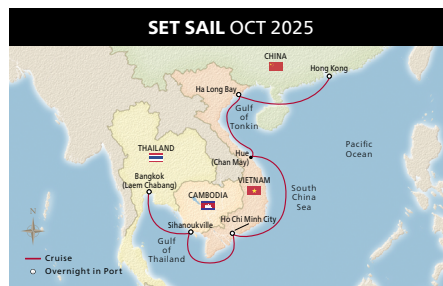 SET SAIL OCT 2025
CHINA
Hong Kong
Ha Long Bay
Gulf
of
Tonkin
THAILAND
Hue
(Chan May)
Pacific
Ocean
Bangkok
(Laem Chabang)
VIETNAM
CAMBODIA
South
China
Sea
Sihanoukville
Ho Chi Minh City
Gulf
of
Thailand
N
Cruise
Overnight in Port